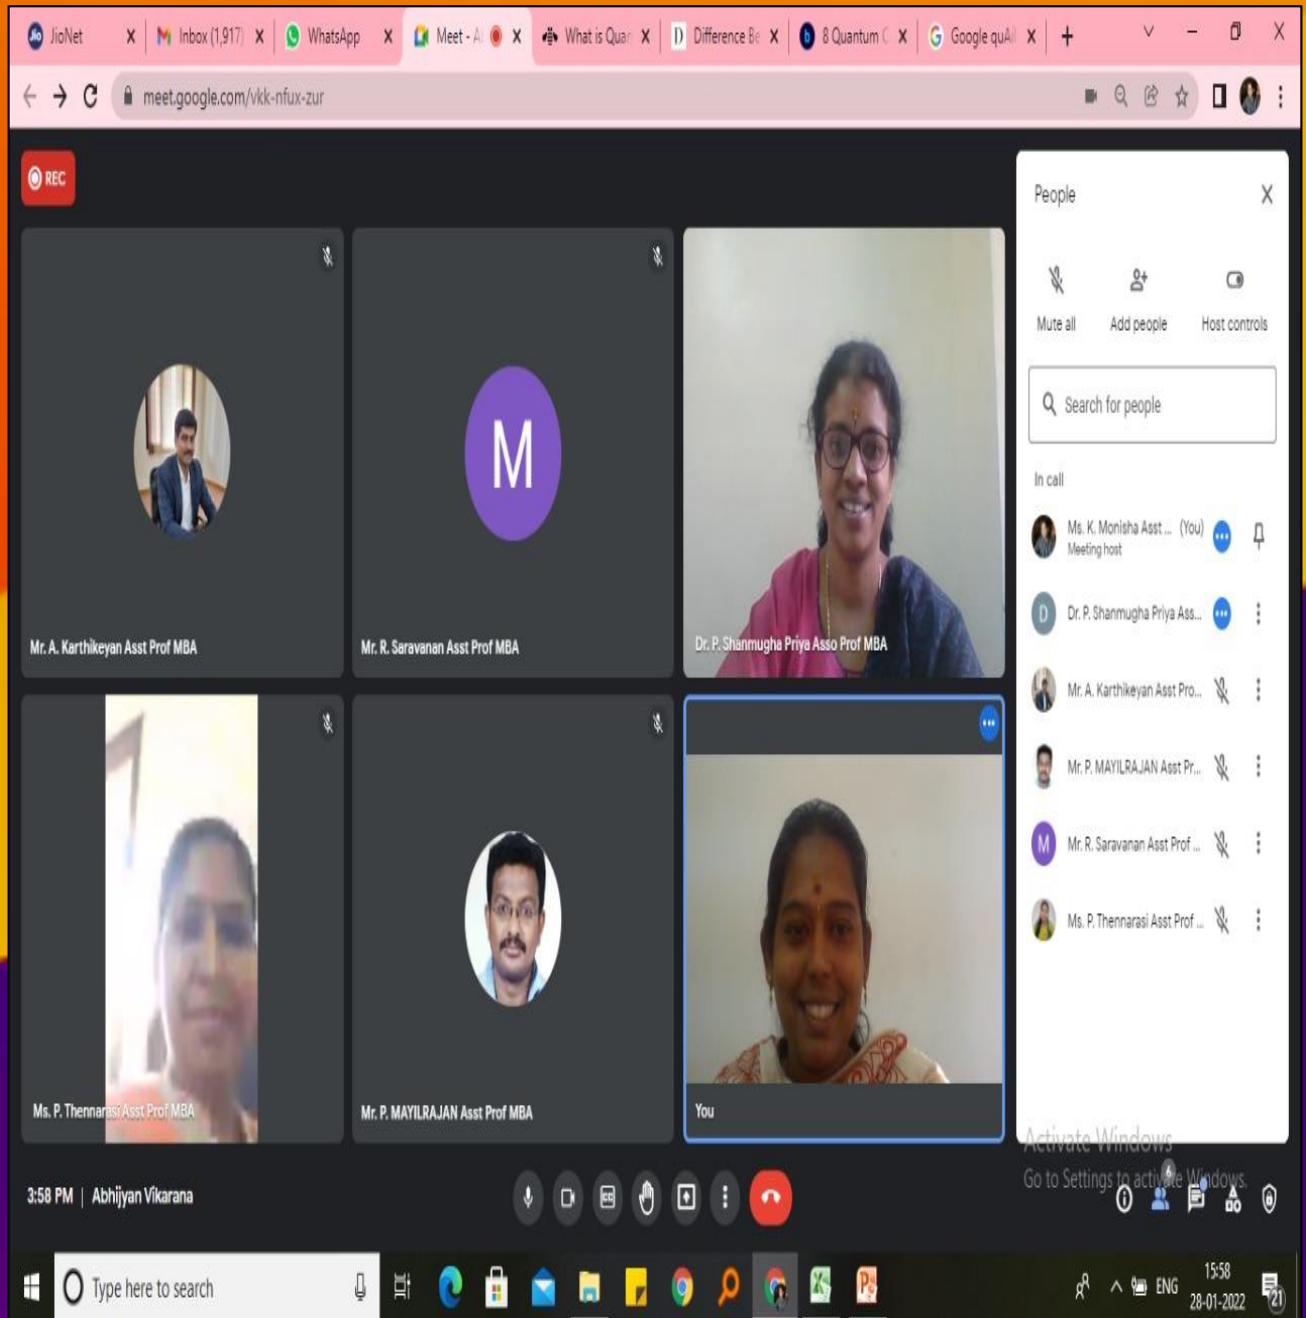 JioNet
Inbox (1,917)
WhatsApp
Meet - A
What is Quan
Difference Be
8 Quantum C
Google quAi
meet.google.com/vkk-nfux-zur
REC
Mr. A. Karthikeyan Asst Prof MBA
M
Mr. R. Saravanan Asst Prof MBA
Dr. P. Shanmugha Priya Asso Prof MBA
Ms. P. Thennarasi Asst Prof MBA
Mr. P. MAYILRAJAN Asst Prof MBA
You
People
Mute all
Add people
Host controls
Search for people
In call
Ms. K. Monisha Asst ... (You)
Meeting host
D
Dr. P. Shanmugha Priya Ass...
Mr. A. Karthikeyan Asst Pro...
Mr. P. MAYILRAJAN Asst Pr...
M
Mr. R. Saravanan Asst Prof ...
Ms. P. Thennarasi Asst Prof ...
Activate Windows
Go to Settings to activate Windows.
6
3:58 PM | Abhijyan Vikarana
Type here to search
ENG
15:58
28-01-2022
21